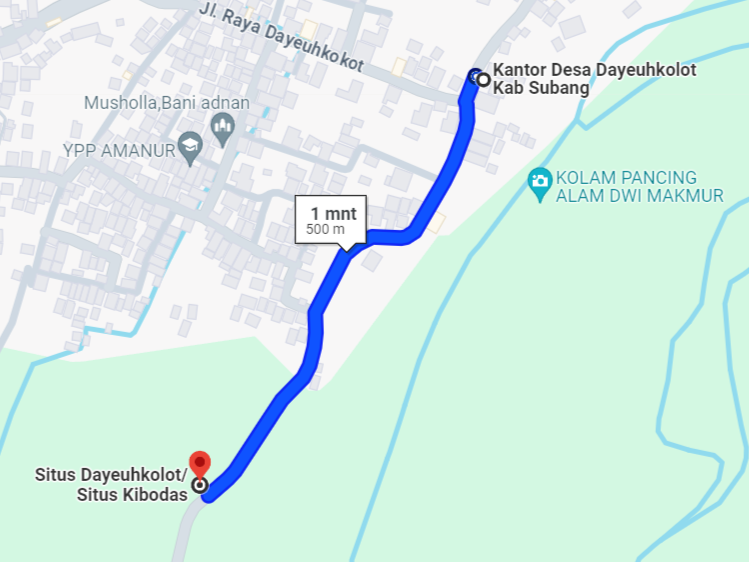 Jl. Raya Dayeuhkokot
Kantor Desa Dayeuhkolot
Kab Subang
Musholla,Bani adnan
YPP AMANUR
KOLAM PANCING
ALAM DWI MAKMUR
1 mnt
500 m
Situs Dayeuhkolot/
Situs Kibodas